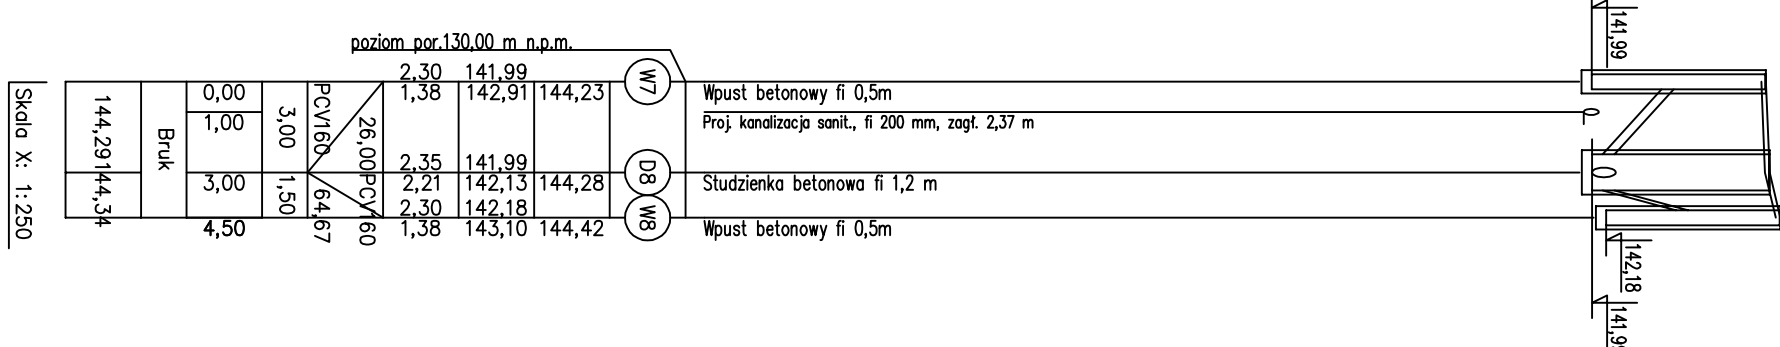 poziom por.130,00 m n.p.m.
2,30 141,99
0,00 1,38 142,91 144,23 W7 Wpust betonowy fi 0,5m
1,00 Proj. kanalizacja sanit., fi 200 mm, zagł. 2,37 m
2,35 141,99
3,00 2,21 142,13 144,28 D8 Studzienka betonowa fi 1,2 m
2,30 142,18
4,50 1,38 143,10 144,42 W8 Wpust betonowy fi 0,5m
Skala X: 1:250
144,29 144,34
Bruk
3,00 1,50
PCV160 64,67
26,00 PCV160
141,99
142,18